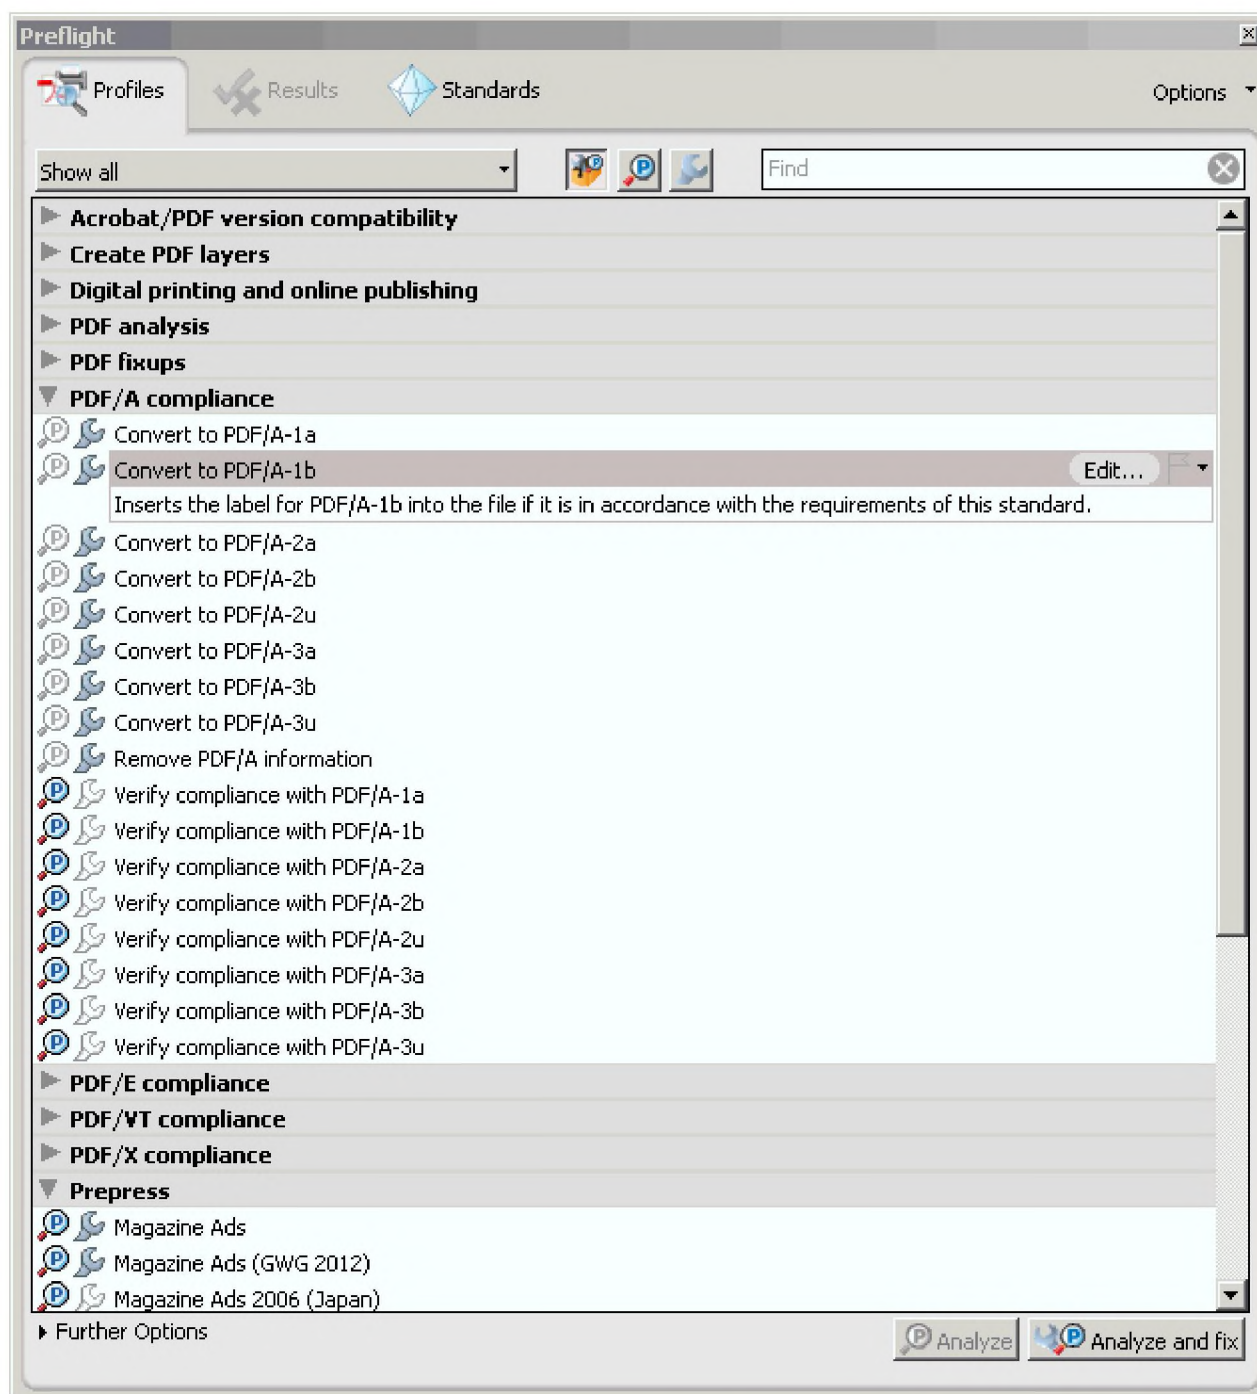 Preflight
Profiles Results Standards Options
Show all Find
Acrobat/PDF version compatibility
Create PDF layers
Digital printing and online publishing
PDF analysis
PDF fixups
PDF/A compliance
Convert to PDF/A-1a
Convert to PDF/A-1b Edit...
Inserts the label for PDF/A-1b into the file if it is in accordance with the requirements of this standard.
Convert to PDF/A-2a
Convert to PDF/A-2b
Convert to PDF/A-2u
Convert to PDF/A-3a
Convert to PDF/A-3b
Convert to PDF/A-3u
Remove PDF/A information
Verify compliance with PDF/A-1a
Verify compliance with PDF/A-1b
Verify compliance with PDF/A-2a
Verify compliance with PDF/A-2b
Verify compliance with PDF/A-2u
Verify compliance with PDF/A-3a
Verify compliance with PDF/A-3b
Verify compliance with PDF/A-3u
PDF/E compliance
PDF/VT compliance
PDF/X compliance
Prepress
Magazine Ads
Magazine Ads (GWG 2012)
Magazine Ads 2006 (Japan)
Further Options Analyze Analyze and fix